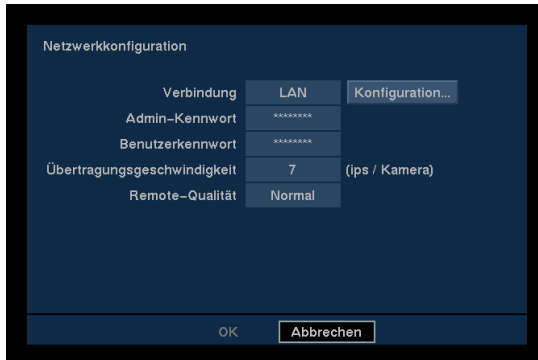 Netzwerkkonfiguration
Verbindung LAN Konfiguration...
Admin-Kennwort ********
Benutzerkennwort ********
Übertragungsgeschwindigkeit 7 (ips / Kamera)
Remote-Qualität Normal
OK Abbrechen